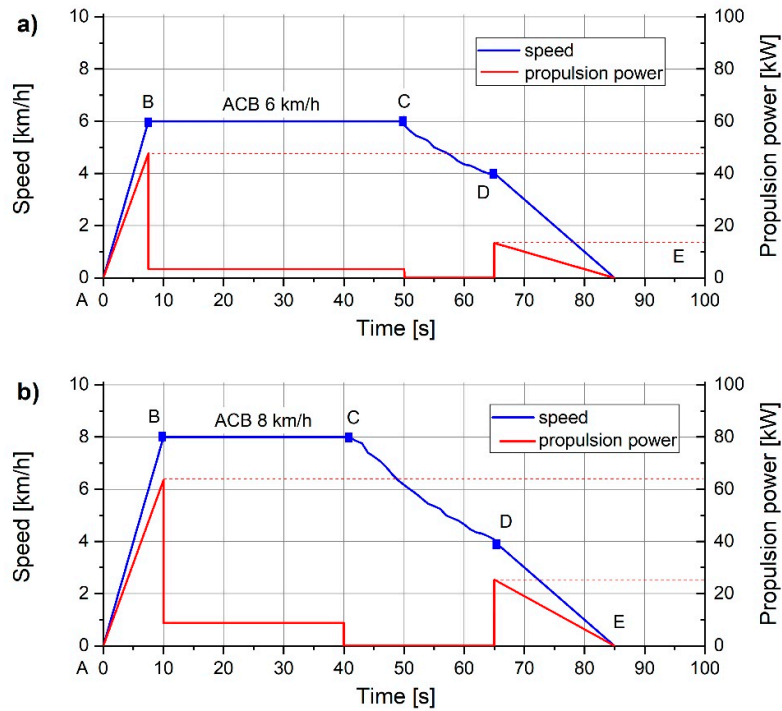 a)
speed
propulsion power
B
ACB 6 km/h
C
D
E
A
0
2
4
6
8
10
Speed [km/h]
0
10
20
30
40
50
60
70
80
90
100
Time [s]
0
20
40
60
80
100
Propulsion power [kW]
b)
speed
propulsion power
B
ACB 8 km/h
C
D
E
A
0
2
4
6
8
10
Speed [km/h]
0
10
20
30
40
50
60
70
80
90
100
Time [s]
0
20
40
60
80
100
Propulsion power [kW]